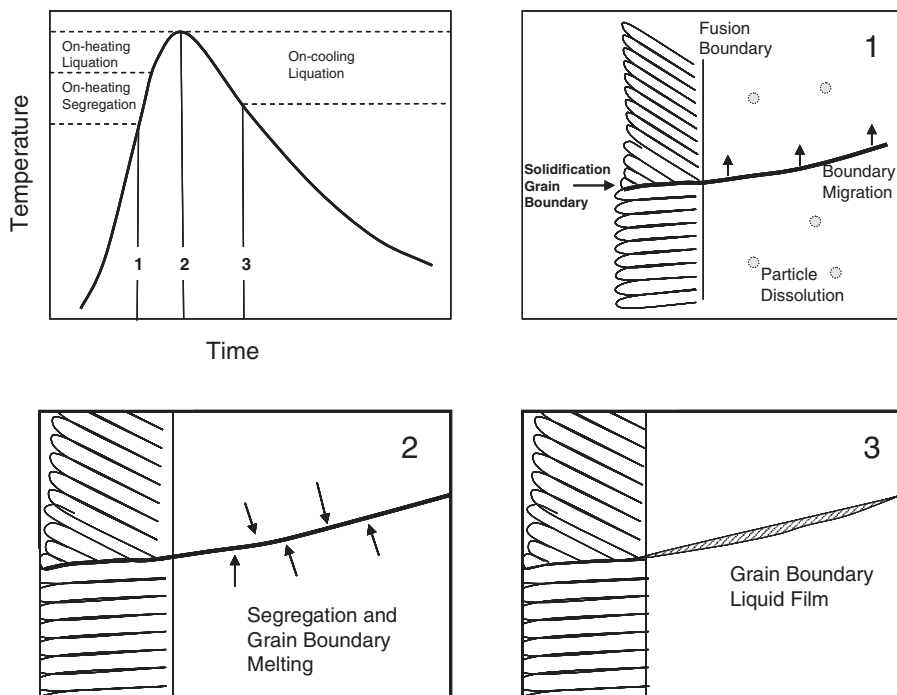 On-heating
Liquation
On-heating
Segregation
On-cooling
Liquation
1
2
3
Temperature
Time
Fusion
Boundary
1
Solidification
Grain
Boundary
Boundary
Migration
Particle
Dissolution
2
Segregation and
Grain Boundary
Melting
3
Grain Boundary
Liquid Film